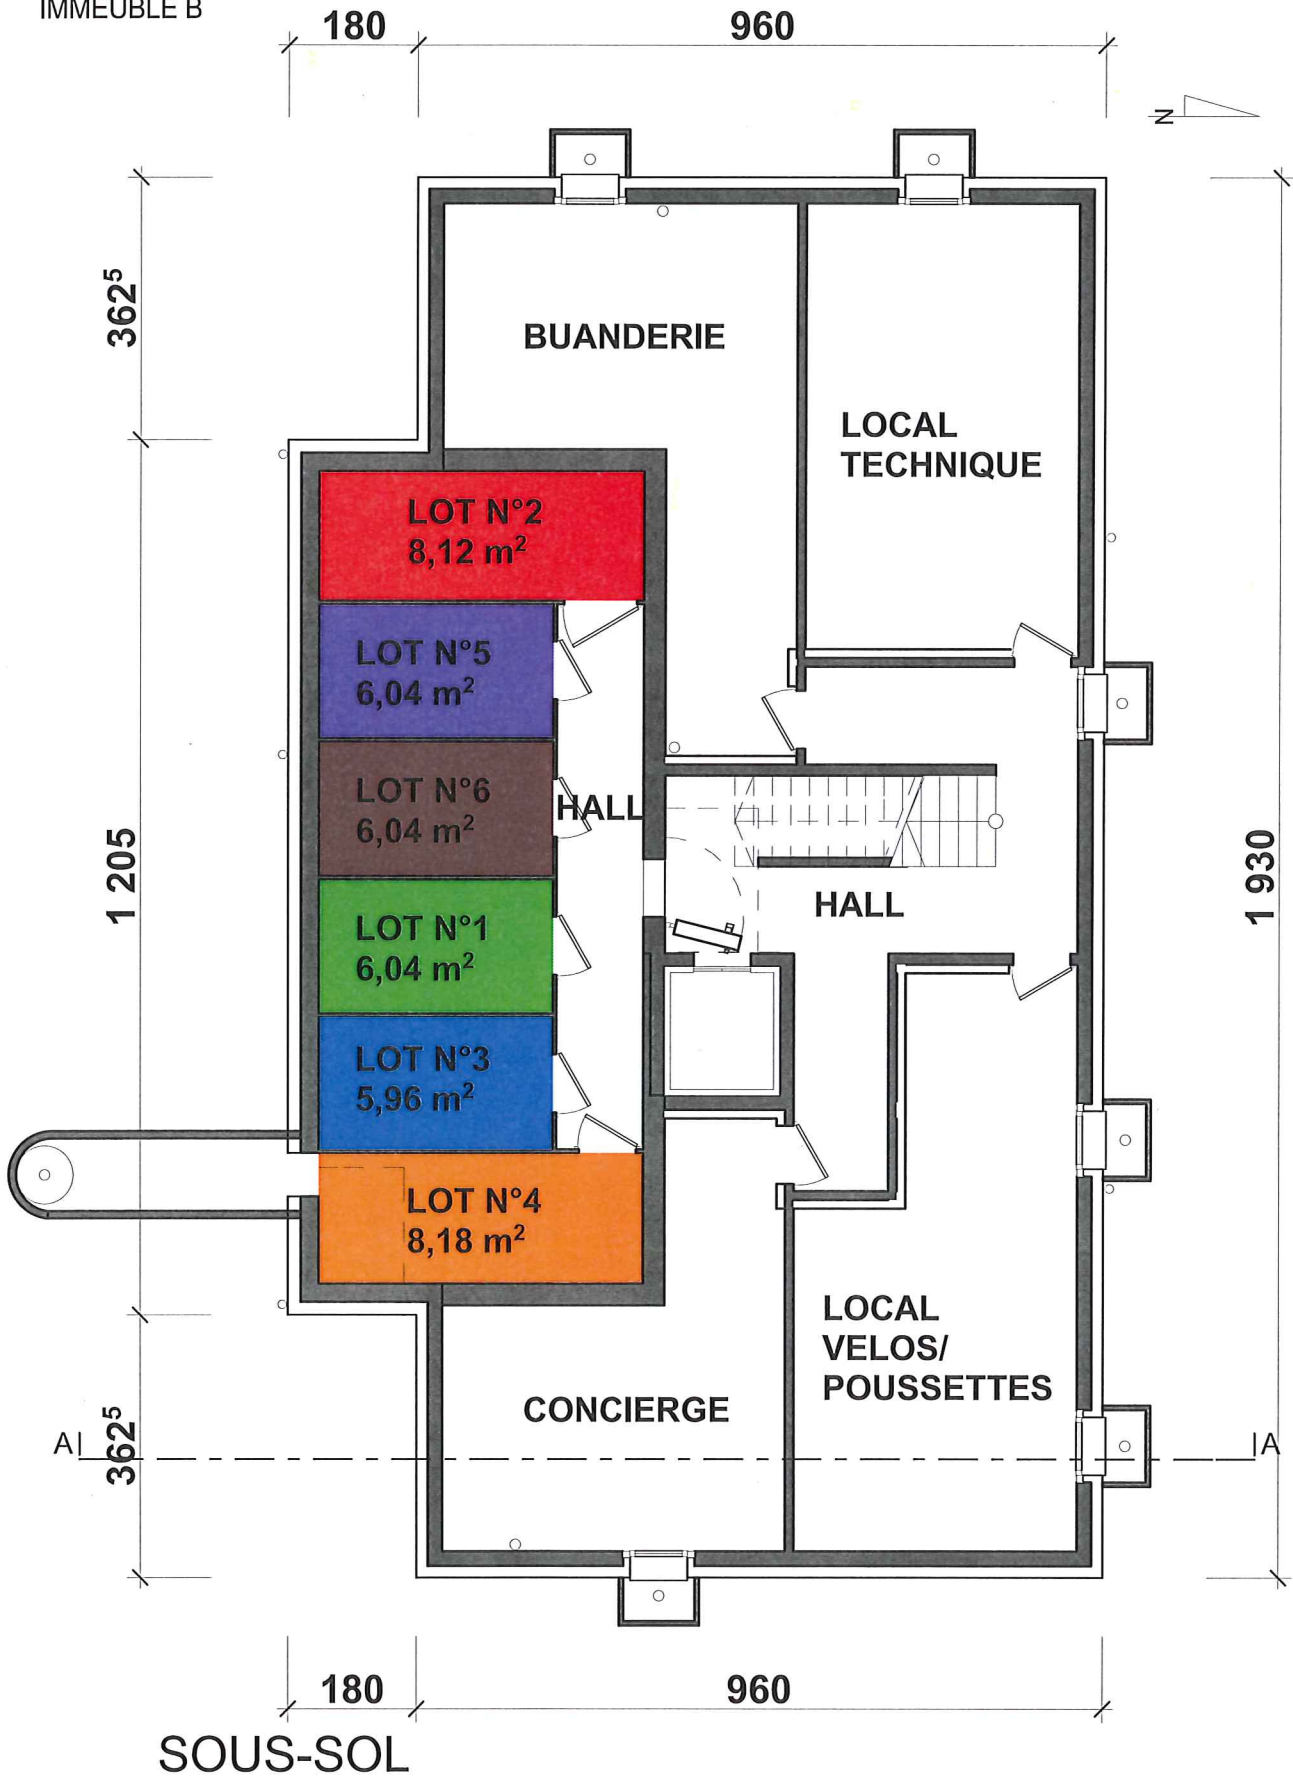 IMMEUBLE B
180
960
N
362⁵
BUANDERIE
LOCAL
TECHNIQUE
LOT N°2
8,12 m²
LOT N°5
6,04 m²
LOT N°6
6,04 m²
HALL
1 205
1 930
HALL
LOT N°1
6,04 m²
LOT N°3
5,96 m²
LOT N°4
8,18 m²
LOCAL
VELOS/
POUSSETTES
CONCIERGE
362⁵
A
A
180
960
SOUS-SOL